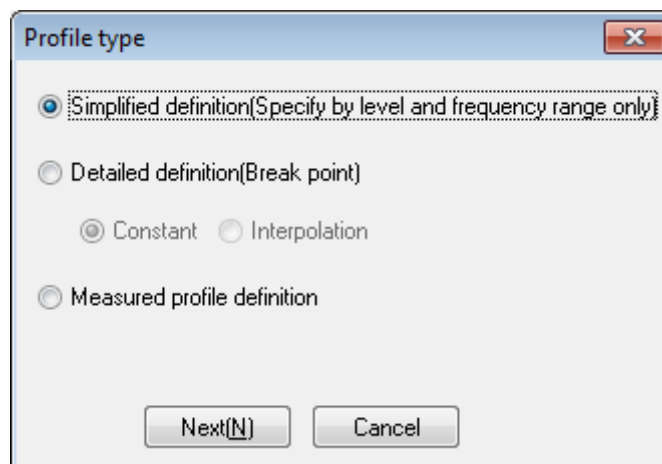 Profile type
Simplified definition(Specify by level and frequency range only)
Detailed definition(Break point)
Constant Interpolation
Measured profile definition
Next(N) Cancel